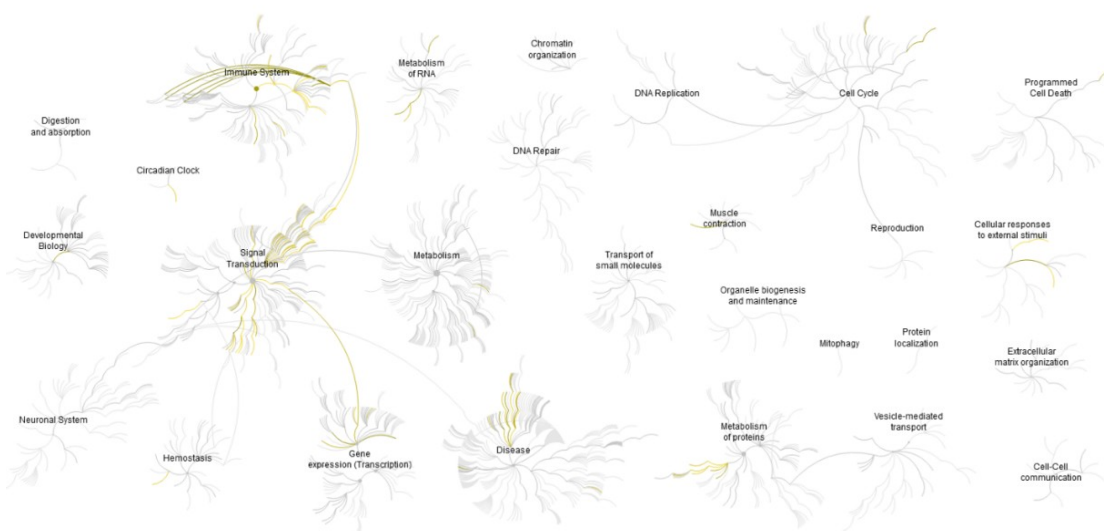 Immune System
Metabolism
of RNA
Chromatin
organization
DNA Replication
Cell Cycle
Programmed
Cell Death
Digestion
and absorption
Circadian Clock
DNA Repair
Developmental
Biology
Signal
Transduction
Metabolism
Transport of
small molecules
Muscle
contraction
Reproduction
Cellular responses
to external stimuli
Organelle biogenesis
and maintenance
Mitophagy
Protein
localization
Extracellular
matrix organization
Neuronal System
Hemostasis
Gene
expression (Transcription)
Disease
Metabolism
of proteins
Vesicle-mediated
transport
Cell-Cell
communication